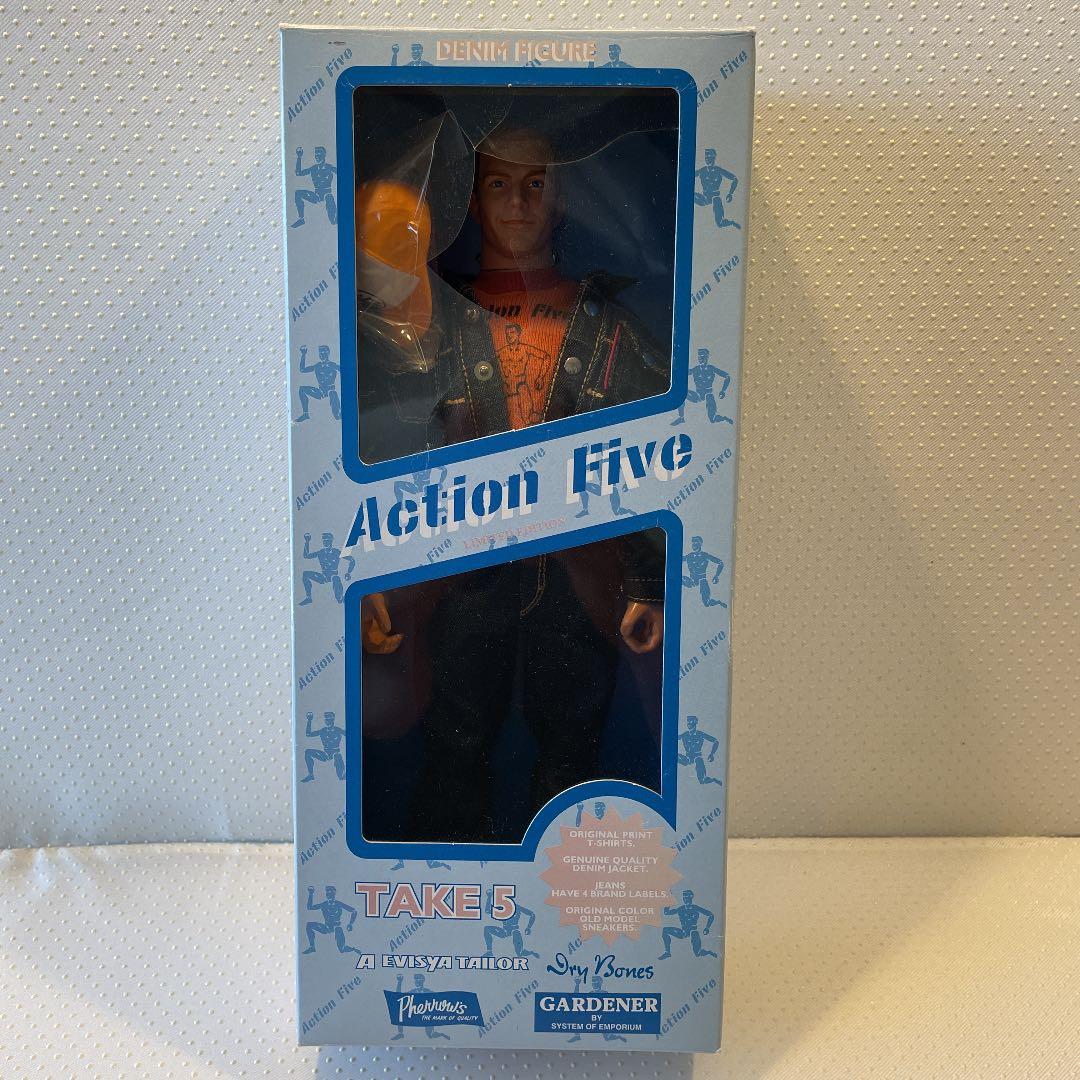 DENIM FIGURE
Action Five
Action Five
LIMITED EDITION
ORIGINAL PRINT
T-SHIRTS.
GENUINE QUALITY
DENIM JACKET.
JEANS
HAVE 4 BRAND LABELS.
ORIGINAL COLOR
OLD MODEL
SNEAKERS.
TAKE 5
A EVISYA TAILOR
Dry Bones
Pherrow's
THE MARK OF QUALITY
GARDENER
BY
SYSTEM OF EMPORIUM